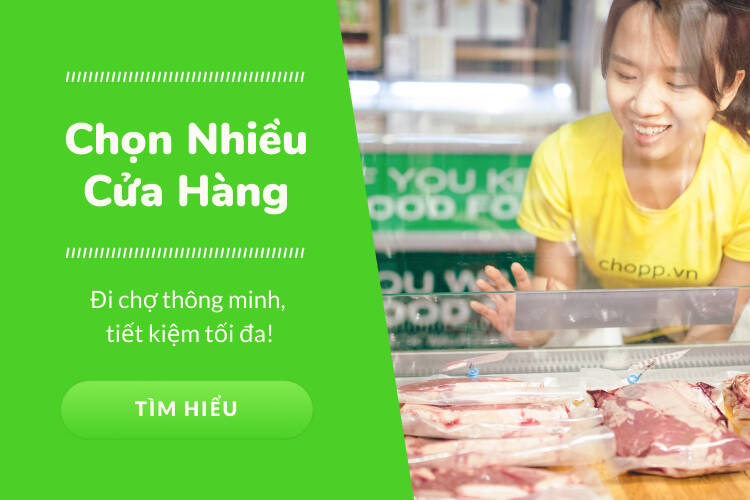 Chọn Nhiều
Cửa Hàng
Đi chợ thông minh,
tiết kiệm tối đa!
TÌM HIỂU
YOU
OOD FO
chopp.vn
OU W
OOD